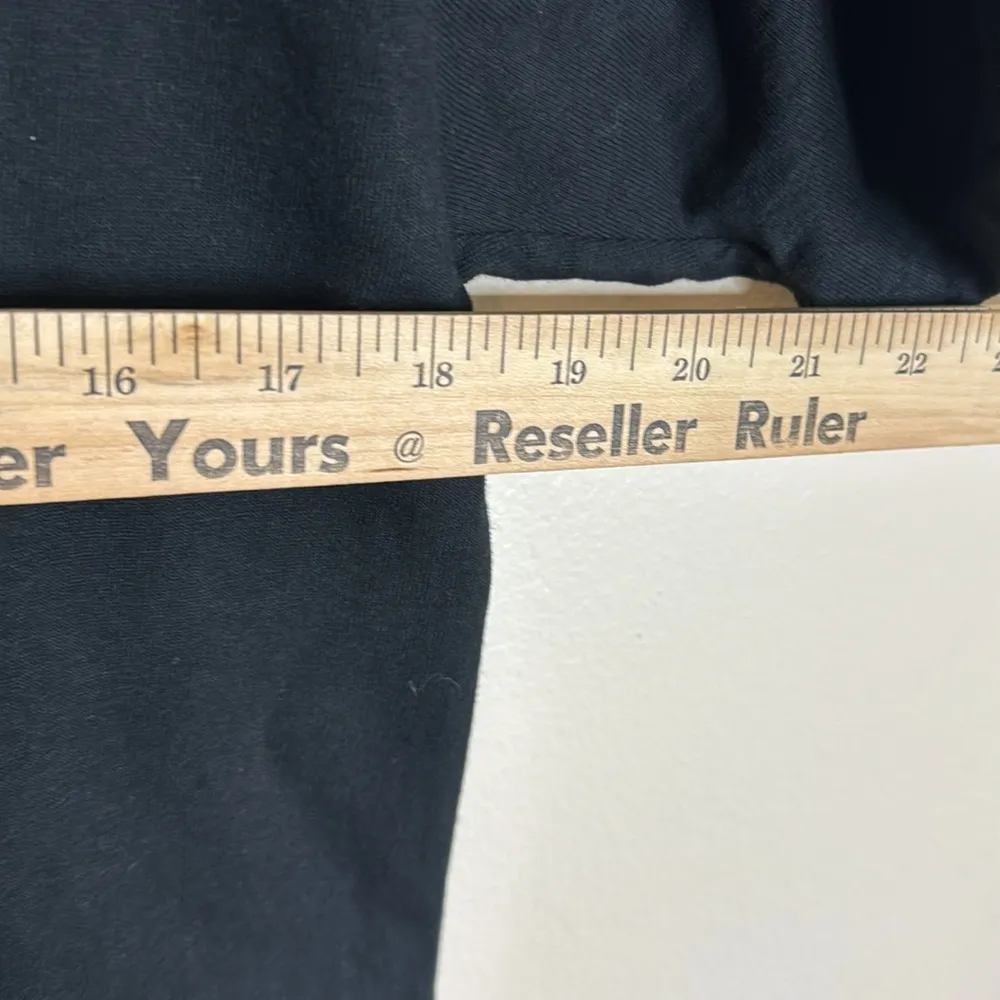 16 17 18 19 20 21 22
er Yours @ Reseller Ruler